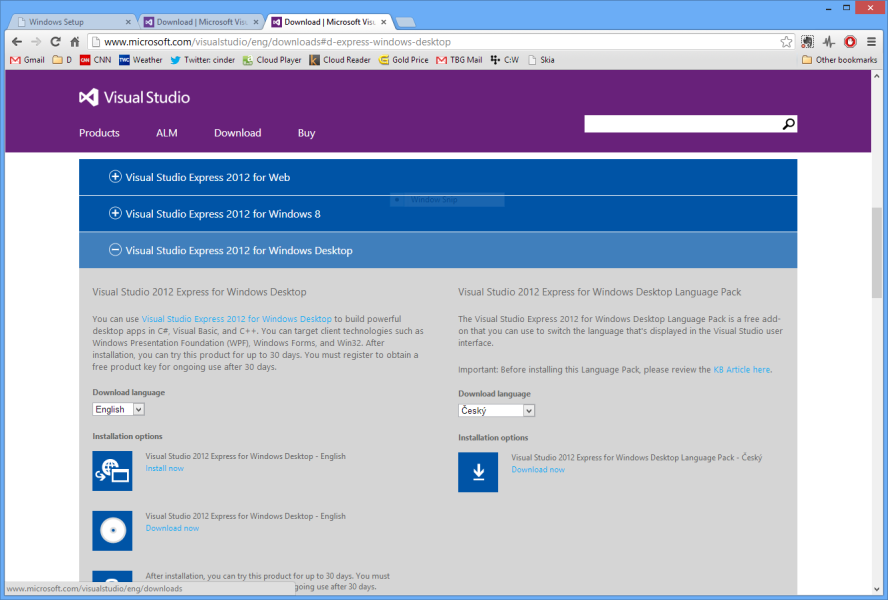 Windows Setup
Download | Microsoft Visu
Download | Microsoft Visu
www.microsoft.com/visualstudio/eng/downloads#d-express-windows-desktop
Gmail D CNN Weather Twitter: cinder Cloud Player Cloud Reader Gold Price TBG Mail C:W Skia Other bookmarks
Visual Studio
Products ALM Download Buy
Visual Studio Express 2012 for Web
Visual Studio Express 2012 for Windows 8
Visual Studio Express 2012 for Windows Desktop
Visual Studio 2012 Express for Windows Desktop
You can use Visual Studio Express 2012 for Windows Desktop to build powerful
desktop apps in C#, Visual Basic, and C++. You can target client technologies such as
Windows Presentation Foundation (WPF), Windows Forms, and Win32. After
installation, you can try this product for up to 30 days. You must register to obtain a
free product key for ongoing use after 30 days.
Download language
English
Installation options
Visual Studio 2012 Express for Windows Desktop - English
Install now
Visual Studio 2012 Express for Windows Desktop - English
Download now
After installation, you can try this product for up to 30 days. You must
going use after 30 days.
Visual Studio 2012 Express for Windows Desktop Language Pack
The Visual Studio Express 2012 for Windows Desktop Language Pack is a free add-
on that you can use to switch the language that's displayed in the Visual Studio user
interface.
Important: Before installing this Language Pack, please review the KB Article here.
Download language
Český
Installation options
Visual Studio 2012 Express for Windows Desktop Language Pack - Český
Download now
www.microsoft.com/visualstudio/eng/downloads